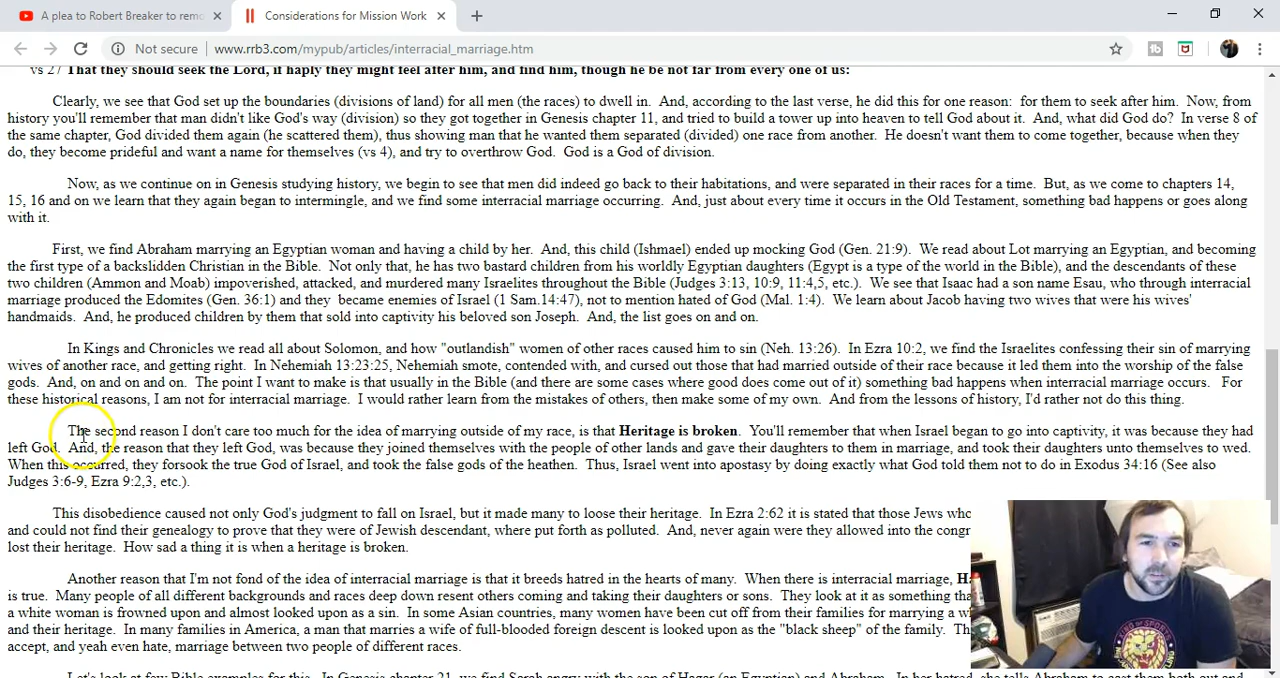 A plea to Robert Breaker to remo
Considerations for Mission Work
Not secure
www.rrb3.com/mypub/articles/interracial_marriage.htm
vs 27 That they should seek the Lord, if haply they might feel after him, and find him, though he be not far from every one of us:
Clearly, we see that God set up the boundaries (divisions of land) for all men (the races) to dwell in. And, according to the last verse, he did this for one reason: for them to seek after him. Now, from
history you'll remember that man didn't like God's way (division) so they got together in Genesis chapter 11, and tried to build a tower up into heaven to tell God about it. And, what did God do? In verse 8 of
the same chapter, God divided them again (he scattered them), thus showing man that he wanted them separated (divided) one race from another. He doesn't want them to come together, because when they
do, they become prideful and want a name for themselves (vs 4), and try to overthrow God. God is a God of division.
Now, as we continue on in Genesis studying history, we begin to see that men did indeed go back to their habitations, and were separated in their races for a time. But, as we come to chapters 14,
15, 16 and on we learn that they again began to intermingle, and we find some interracial marriage occurring. And, just about every time it occurs in the Old Testament, something bad happens or goes along
with it.
First, we find Abraham marrying an Egyptian woman and having a child by her. And, this child (Ishmael) ended up mocking God (Gen. 21:9). We read about Lot marrying an Egyptian, and becoming
the first type of a backslidden Christian in the Bible. Not only that, he has two bastard children from his worldly Egyptian daughters (Egypt is a type of the world in the Bible), and the descendants of these
two children (Ammon and Moab) impoverished, attacked, and murdered many Israelites throughout the Bible (Judges 3:13, 10:9, 11:4,5, etc.). We see that Isaac had a son name Esau, who through interracial
marriage produced the Edomites (Gen. 36:1) and they became enemies of Israel (1 Sam.14:47), not to mention hated of God (Mal. 1:4). We learn about Jacob having two wives that were his wives'
handmaids. And, he produced children by them that sold into captivity his beloved son Joseph. And, the list goes on and on.
In Kings and Chronicles we read all about Solomon, and how "outlandish" women of other races caused him to sin (Neh. 13:26). In Ezra 10:2, we find the Israelites confessing their sin of marrying
wives of another race, and getting right. In Nehemiah 13:23:25, Nehemiah smote, contended with, and cursed out those that had married outside of their race because it led them into the worship of the false
gods. And, on and on and on. The point I want to make is that usually in the Bible (and there are some cases where good does come out of it) something bad happens when interracial marriage occurs. For
these historical reasons, I am not for interracial marriage. I would rather learn from the mistakes of others, then make some of my own. And from the lessons of history, I'd rather not do this thing.
The second reason I don't care too much for the idea of marrying outside of my race, is that Heritage is broken. You'll remember that when Israel began to go into captivity, it was because they had
left God. And, the reason that they left God, was because they joined themselves with the people of other lands and gave their daughters to them in marriage, and took their daughters unto themselves to wed.
When this occurred, they forsook the true God of Israel, and took the false gods of the heathen. Thus, Israel went into apostasy by doing exactly what God told them not to do in Exodus 34:16 (See also
Judges 3:6-9, Ezra 9:2,3, etc.).
This disobedience caused not only God's judgment to fall on Israel, but it made many to loose their heritage. In Ezra 2:62 it is stated that those Jews who
and could not find their genealogy to prove that they were of Jewish descendant, where put forth as polluted. And, never again were they allowed into the congr
lost their heritage. How sad a thing it is when a heritage is broken.
Another reason that I'm not fond of the idea of interracial marriage is that it breeds hatred in the hearts of many. When there is interracial marriage,
is true. Many people of all different backgrounds and races deep down resent others coming and taking their daughters or sons. They look at it as something tha
a white woman is frowned upon and almost looked upon as a sin. In some Asian countries, many women have been cut off from their families for marrying a w
and their heritage. In many families in America, a man that marries a wife of full-blooded foreign descent is looked upon as the "black sheep" of the family. Th
accept, and yeah even hate, marriage between two people of different races.
Let's look at few Bible examples for this. In Genesis chapter 21, we find Sarah angry with the son of Hagar (an Egyptian) and Abraham. In her hatred, she tells Abraham to cast them both out and